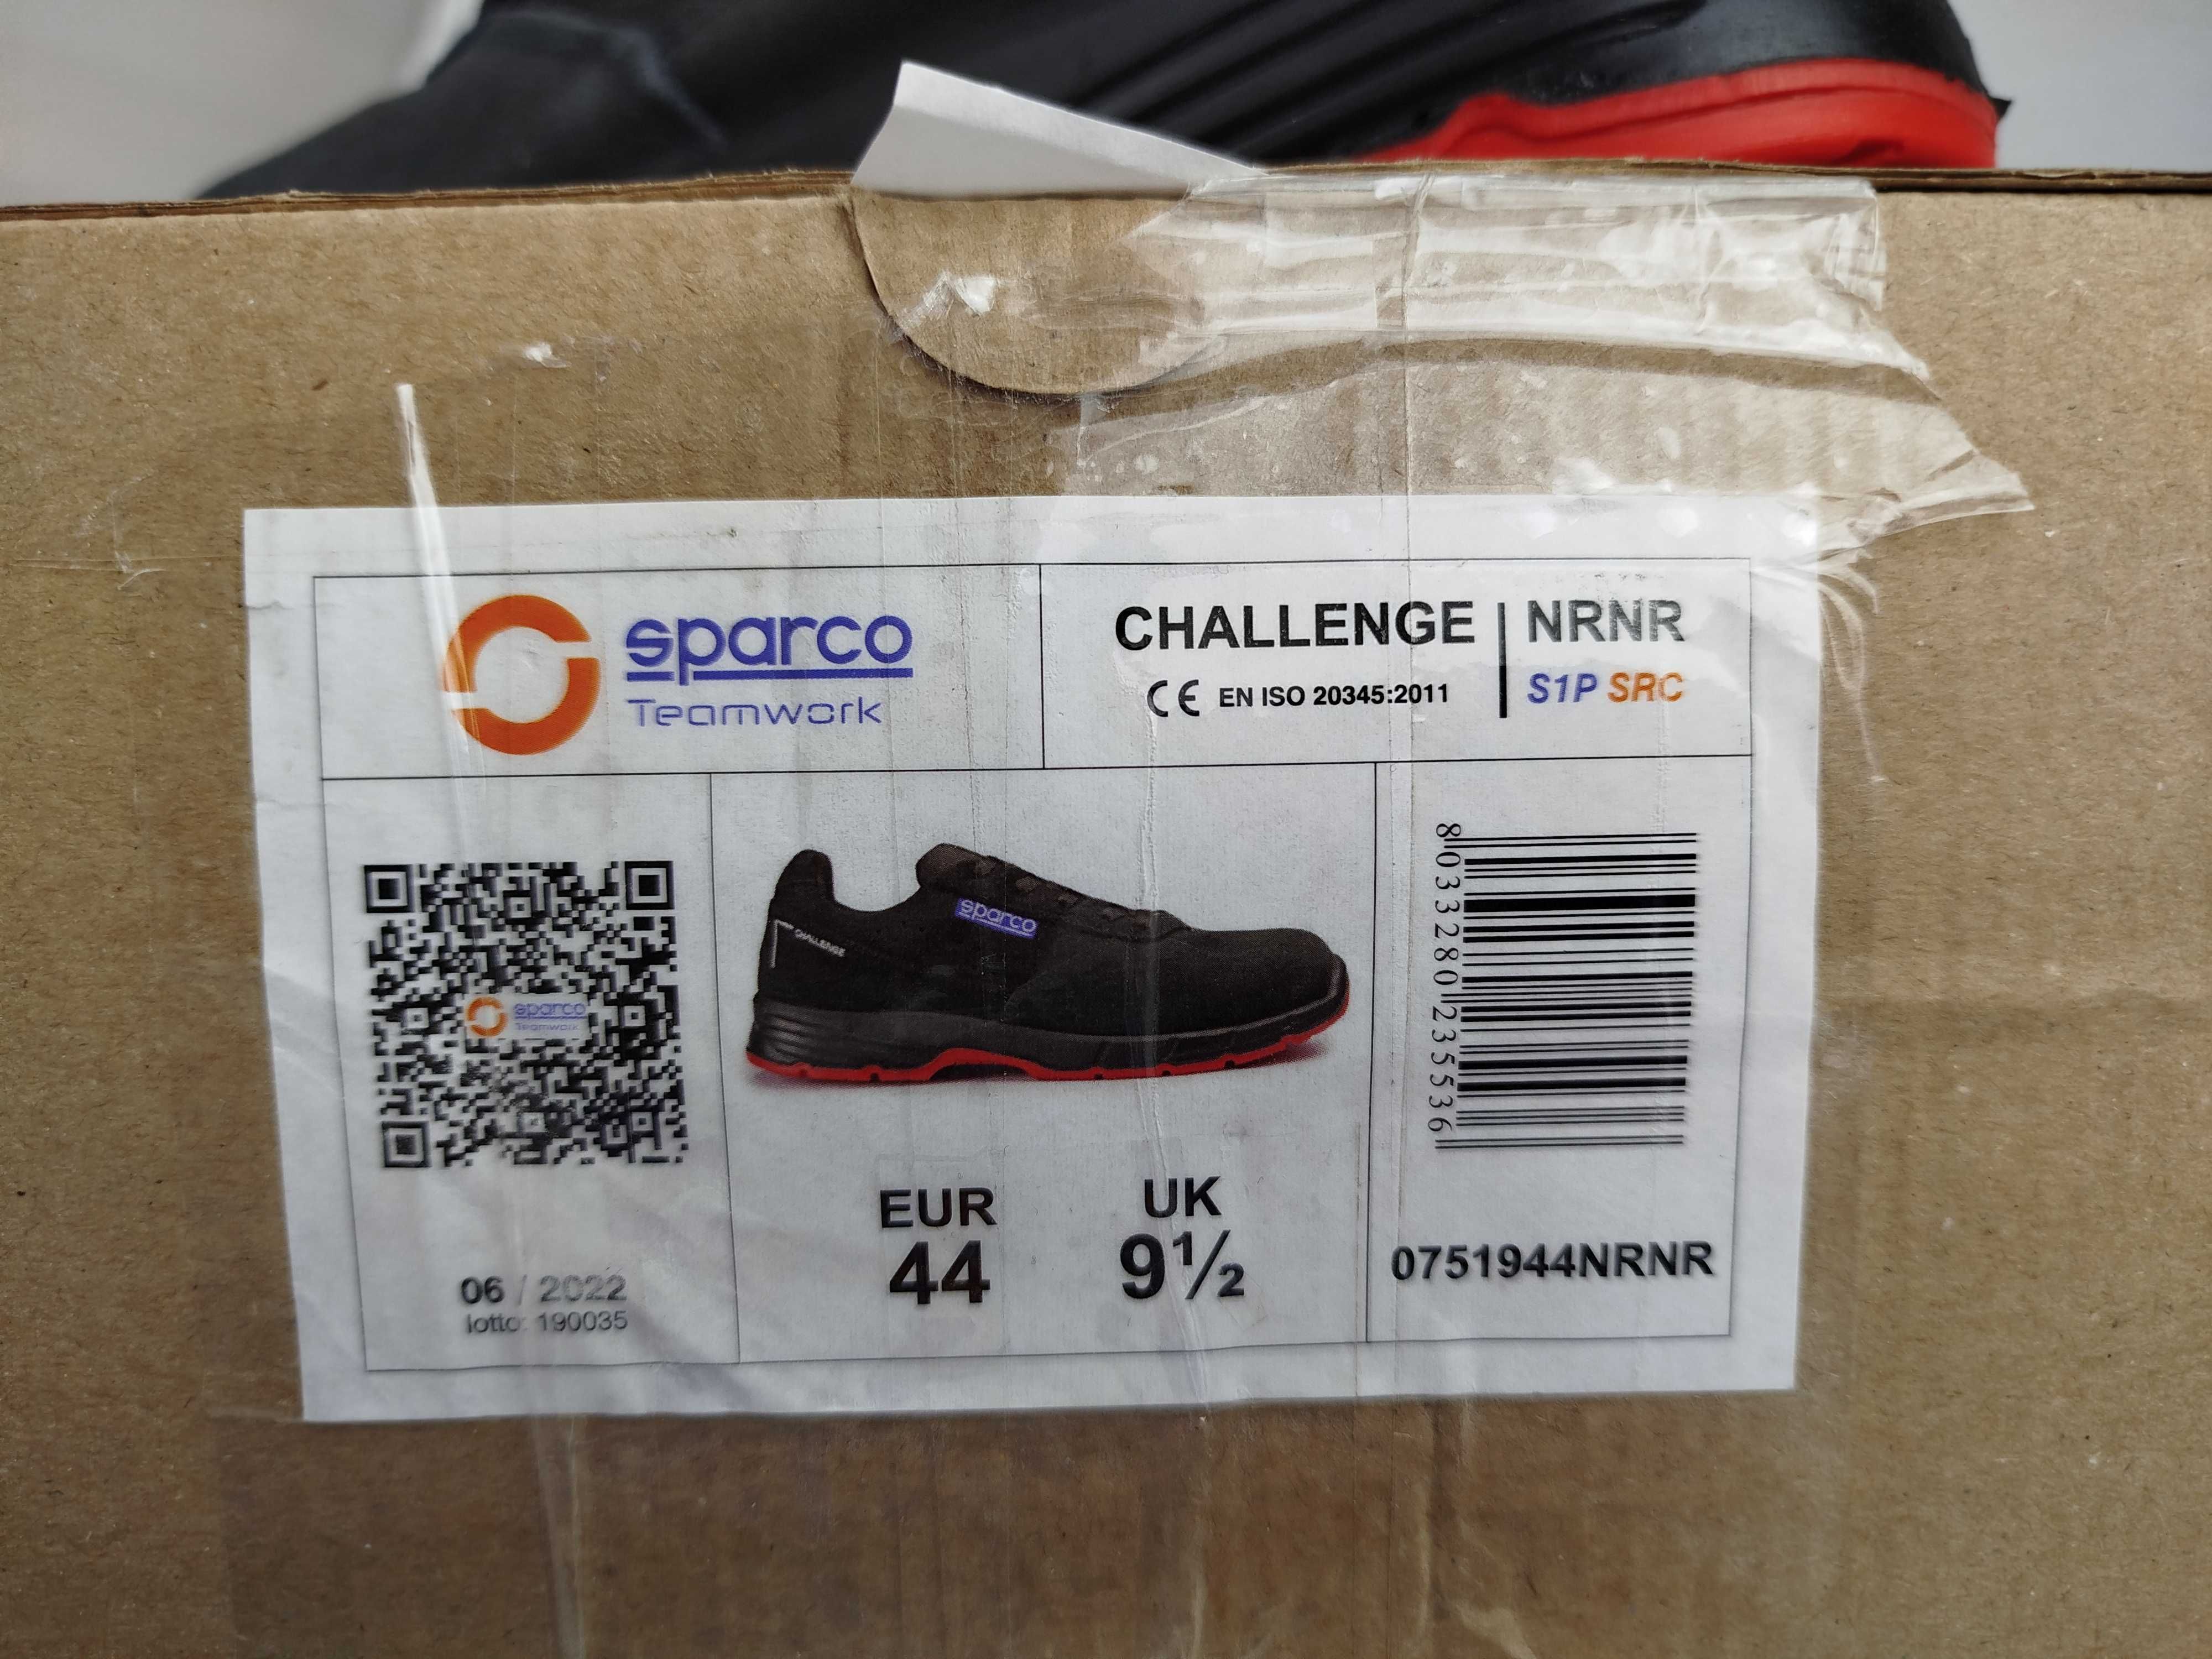 sparco
Teamwork
CHALLENGE
CE EN ISO 20345:2011
NRNR
S1P SRC
sparco
Teamwork
06 / 2022
lotto: 190035
sparco
CHALLENGE
EUR
44
UK
9½
8033280235536
0751944NRNR